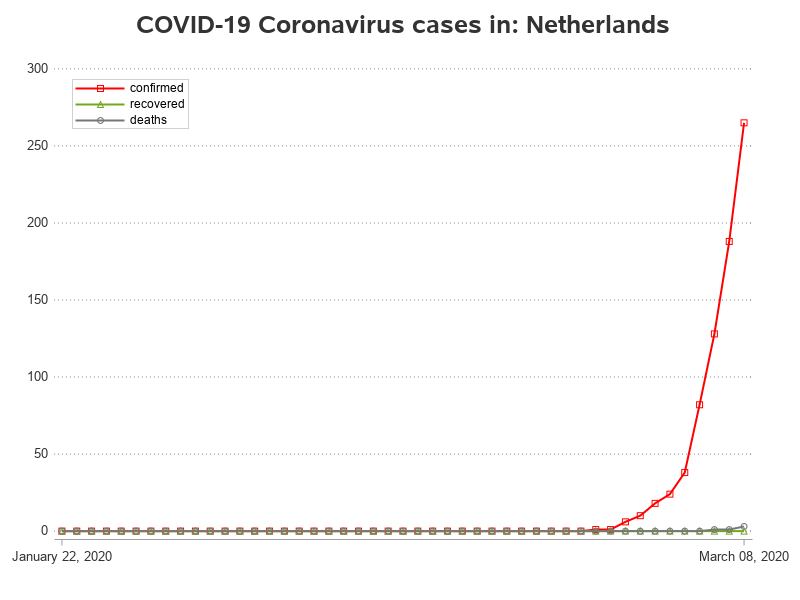 COVID-19 Coronavirus cases in: Netherlands
300
confirmed
recovered
deaths
250
200
150
100
50
0
January 22, 2020
March 08, 2020